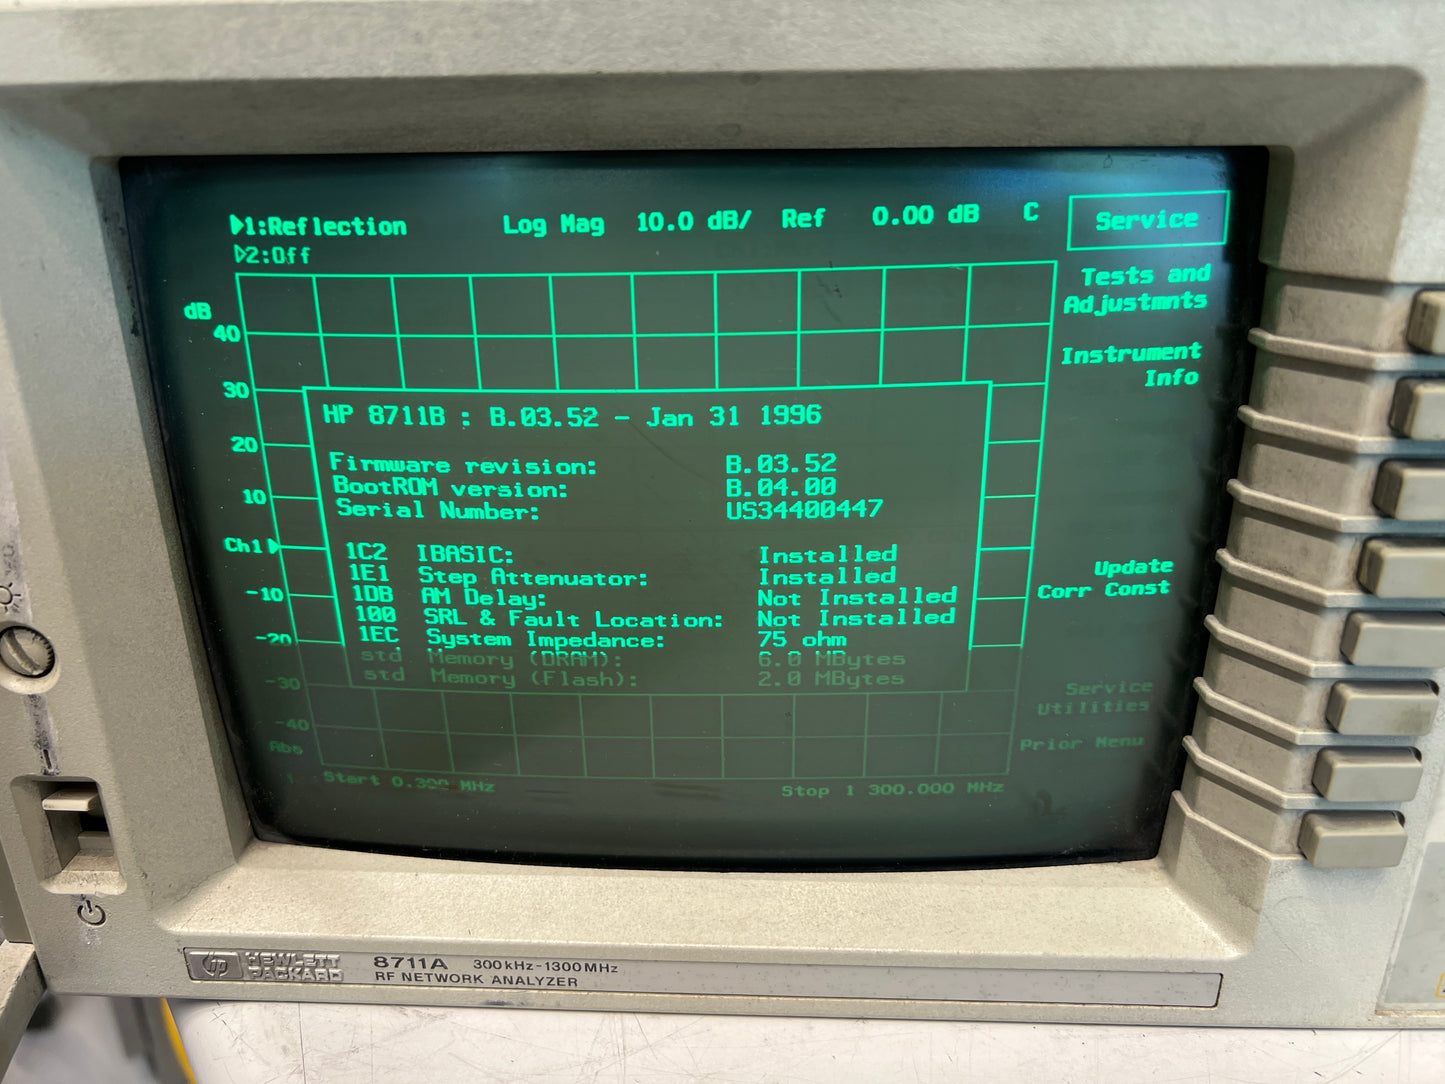 1:Reflection Log Mag 10.0 dB/ Ref 0.00 dB C
2:Off
Service
Tests and
Adjustmnts
Instrument
Info
Update
Corr Const
Service
Utilities
Prior Menu
dB
40
30
20
10
Ch1
-10
-20
-30
-40
Abs
HP 8711B : B.03.52 - Jan 31 1996
Firmware revision: B.03.52
BootROM version: B.04.00
Serial Number: US34400447
1C2 IBASIC: Installed
1E1 Step Attenuator: Installed
1DB AM Delay: Not Installed
100 SRL & Fault Location: Not Installed
1EC System Impedance: 75 ohm
std Memory (DRAM): 6.0 MBytes
std Memory (Flash): 2.0 MBytes
Start 0.300 MHz Stop 1 300.000 MHz
hp HEWLETT
PACKARD
8711A 300kHz-1300MHz
RF NETWORK ANALYZER